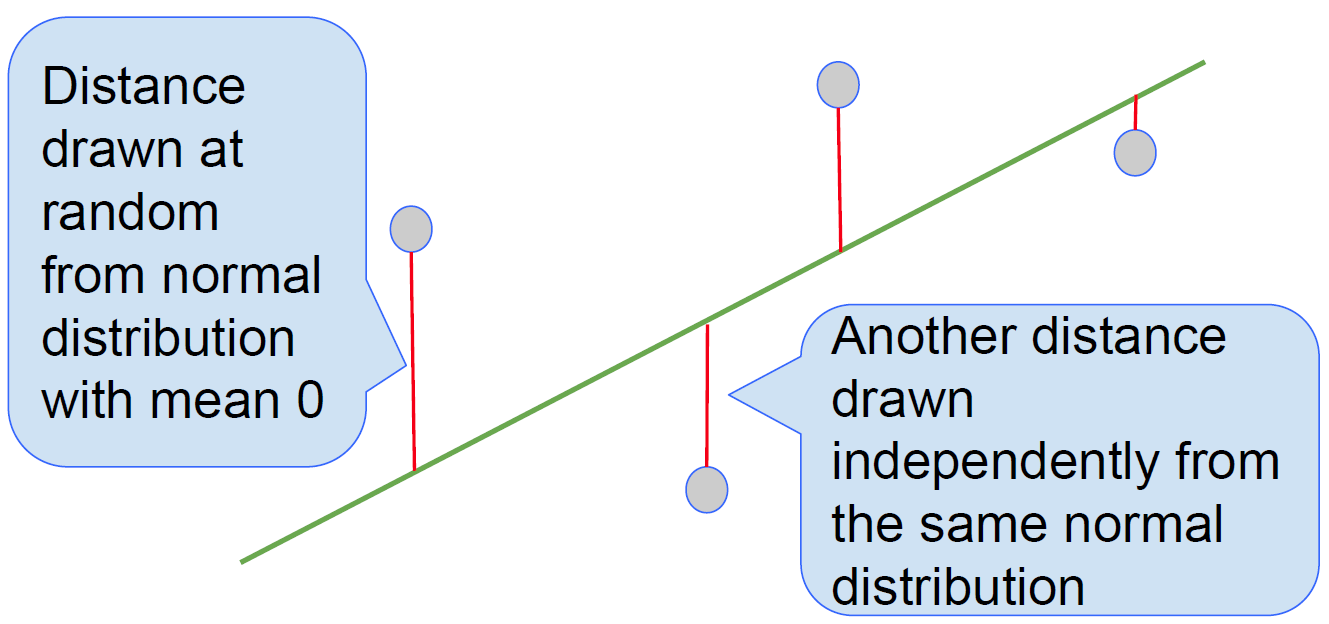 Distance
drawn at
random
from normal
distribution
with mean 0
Another distance
drawn
independently from
the same normal
distribution